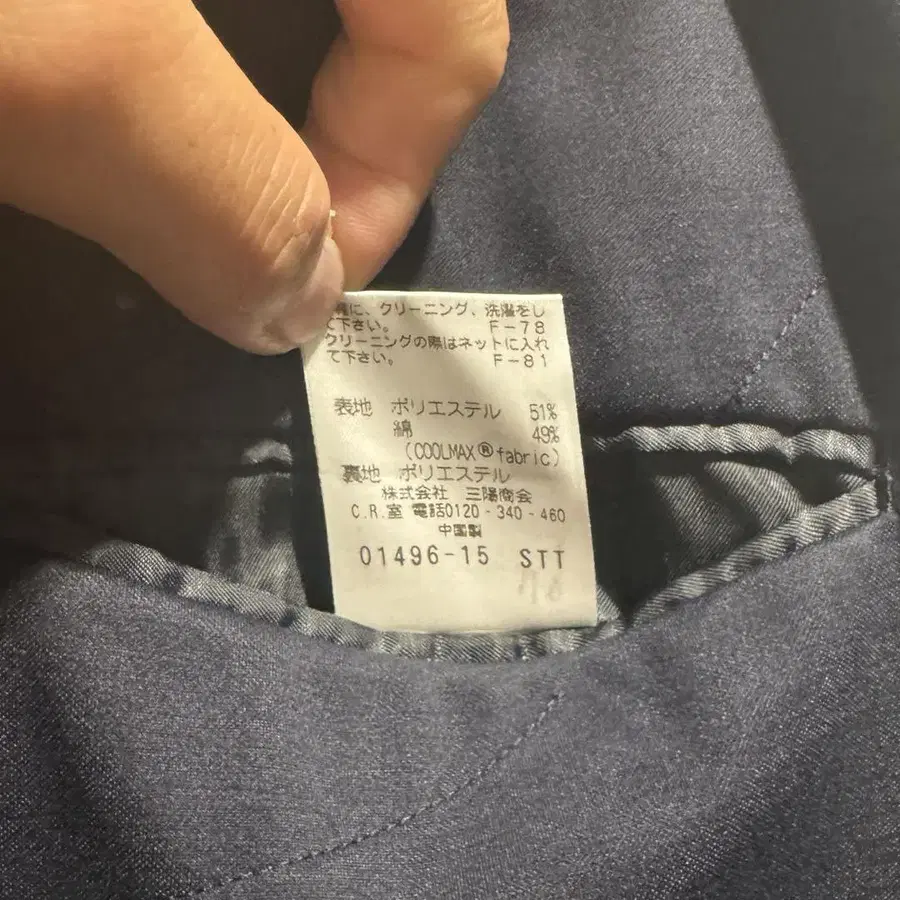 に、クリーニング、洗濯をし
て下さい。 F-78
クリーニングの際はネットに入れ
て下さい。 F-81
表地 ポリエステル 51%
綿 49%
(COOLMAX®fabric)
裏地 ポリエステル
株式会社 三陽商会
C.R.室 電話0120-340-460
中国製
01496-15 STT